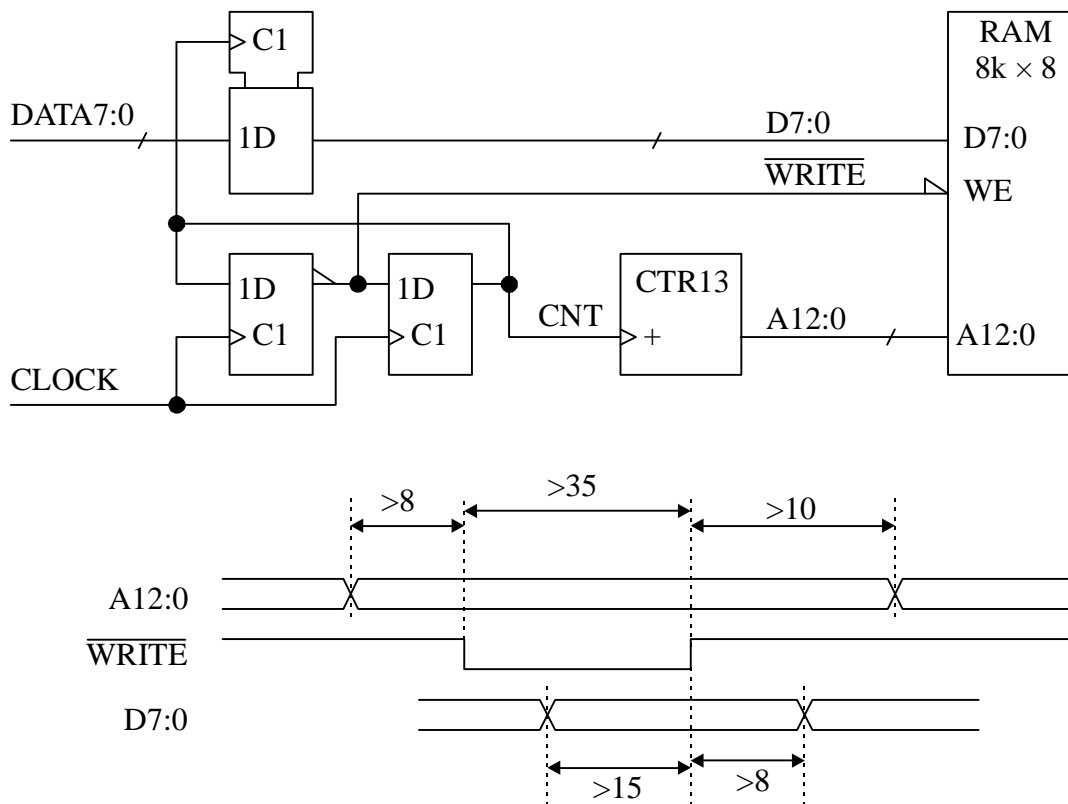 C1
RAM
8k × 8
DATA7:0
1D
D7:0
D7:0
WRITE
WE
1D
1D
CTR13
C1
C1
CNT
+
A12:0
A12:0
CLOCK
>8
>35
>10
A12:0
WRITE
D7:0
>15
>8